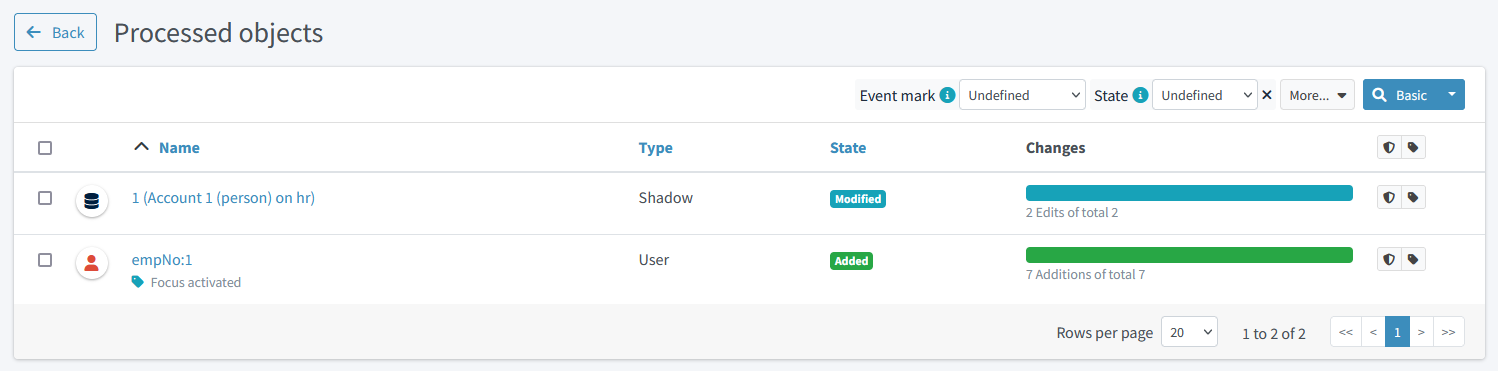 Back
Processed objects
Event mark Undefined State Undefined More... Basic
Name Type State Changes
1 (Account 1 (person) on hr) Shadow Modified
2 Edits of total 2
empNo:1 User Added
Focus activated 7 Additions of total 7
Rows per page 20 1 to 2 of 2 << < 1 > >>